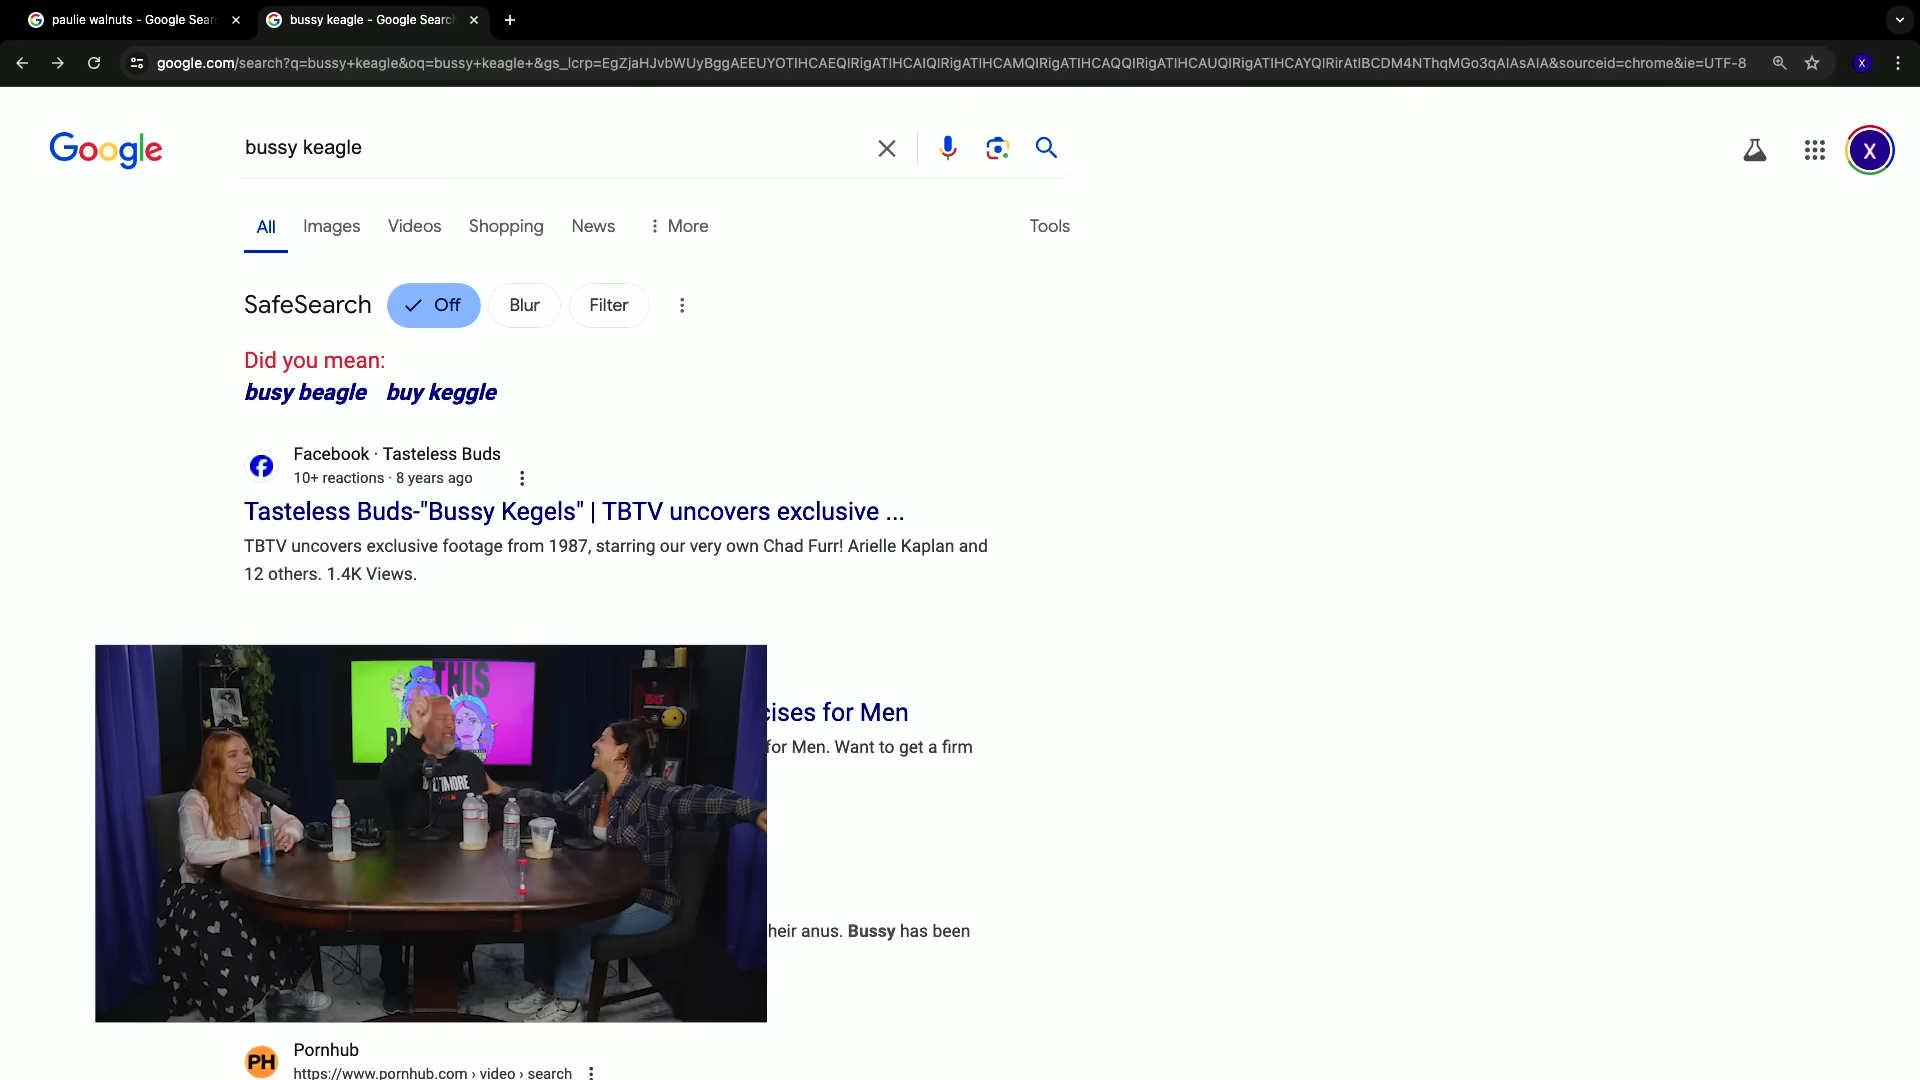 paulie walnuts - Google Sear
bussy keagle - Google Search
google.com/search?q=bussy+keagle&oq=bussy+keagle+&gs_lcrp=EgZjaHJvbWUyBggAEEUYOTIHCAEQIRigATIHCAIQIRigATIHCAMQIRigATIHCAQQIRigATIHCAUQIRigATIHCAYQIRirAtIBCDM4NThqMGo3qAIAsAIA&sourceid=chrome&ie=UTF-8
X
Google
bussy keagle
X
All Images Videos Shopping News More Tools
SafeSearch Off Blur Filter
Did you mean:
busy beagle buy keggle
Facebook · Tasteless Buds
10+ reactions · 8 years ago
Tasteless Buds-"Bussy Kegels" | TBTV uncovers exclusive ...
TBTV uncovers exclusive footage from 1987, starring our very own Chad Furr! Arielle Kaplan and
12 others. 1.4K Views.
THIS
cises for Men
for Men. Want to get a firm
heir anus. Bussy has been
PH
Pornhub
https://www.pornhub.com › video › search